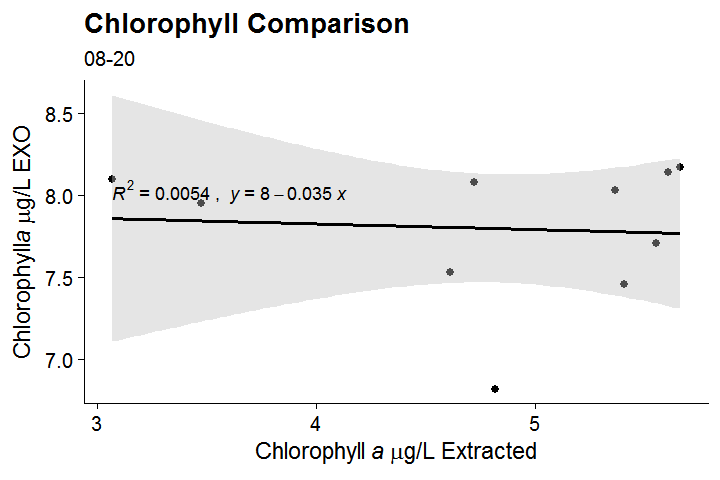 Chlorophyll Comparison
08-20
8.5
8.0
7.5
7.0
Chlorophylla μg/L EXO
R² = 0.0054 , y = 8 − 0.035 x
3
4
5
Chlorophyll a μg/L Extracted